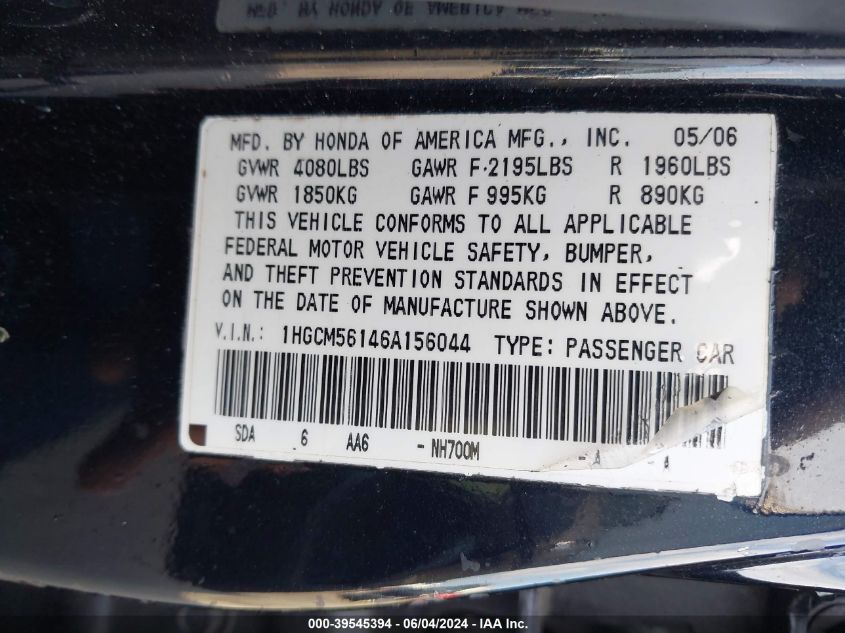 MFD. BY HONDA OF AMERICA MFG., INC. 05/06
GVWR 4080LBS GAWR F 2195LBS R 1960LBS
GVWR 1850KG GAWR F 995KG R 890KG
THIS VEHICLE CONFORMS TO ALL APPLICABLE
FEDERAL MOTOR VEHICLE SAFETY, BUMPER,
AND THEFT PREVENTION STANDARDS IN EFFECT
ON THE DATE OF MANUFACTURE SHOWN ABOVE.
V.I.N.: 1HGCM56146A156044 TYPE: PASSENGER CAR
SDA 6 AA6 - NH700M -A -A
000-39545394 - 06/04/2024 - IAA Inc.